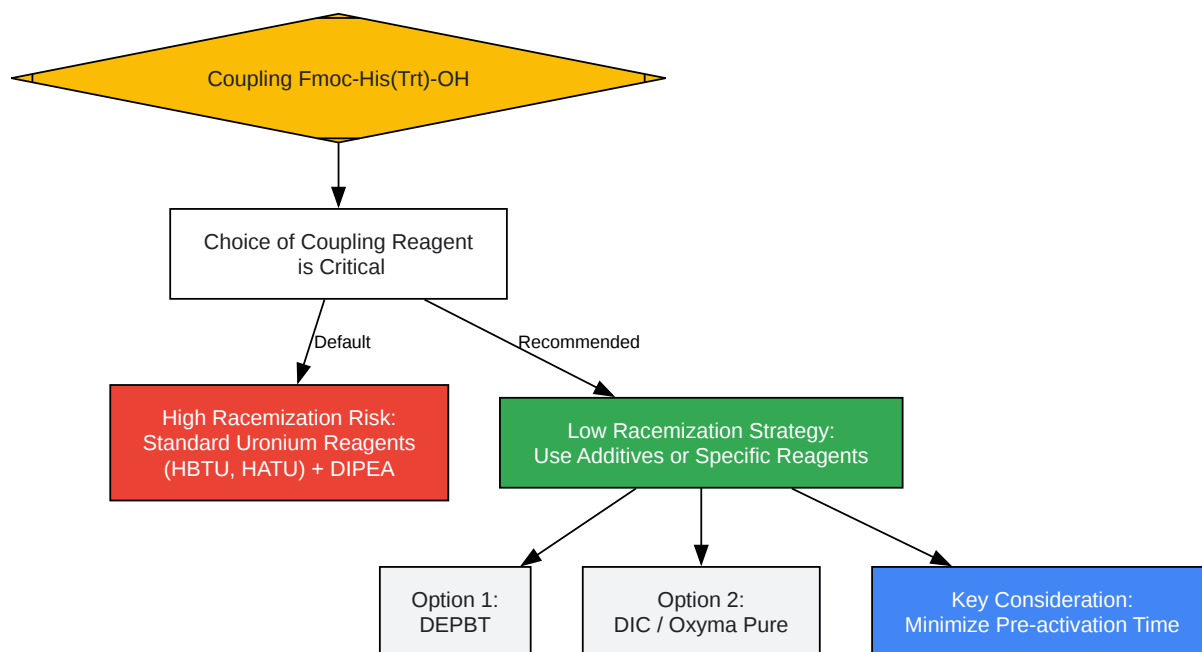 Coupling Fmoc-His(Trt)-OH
Choice of Coupling Reagent
is Critical
Default
Recommended
High Racemization Risk:
Standard Uronium Reagents
(HBTU, HATU) + DIPEA
Low Racemization Strategy:
Use Additives or Specific Reagents
Option 1:
DEPBT
Option 2:
DIC / Oxyma Pure
Key Consideration:
Minimize Pre-activation Time